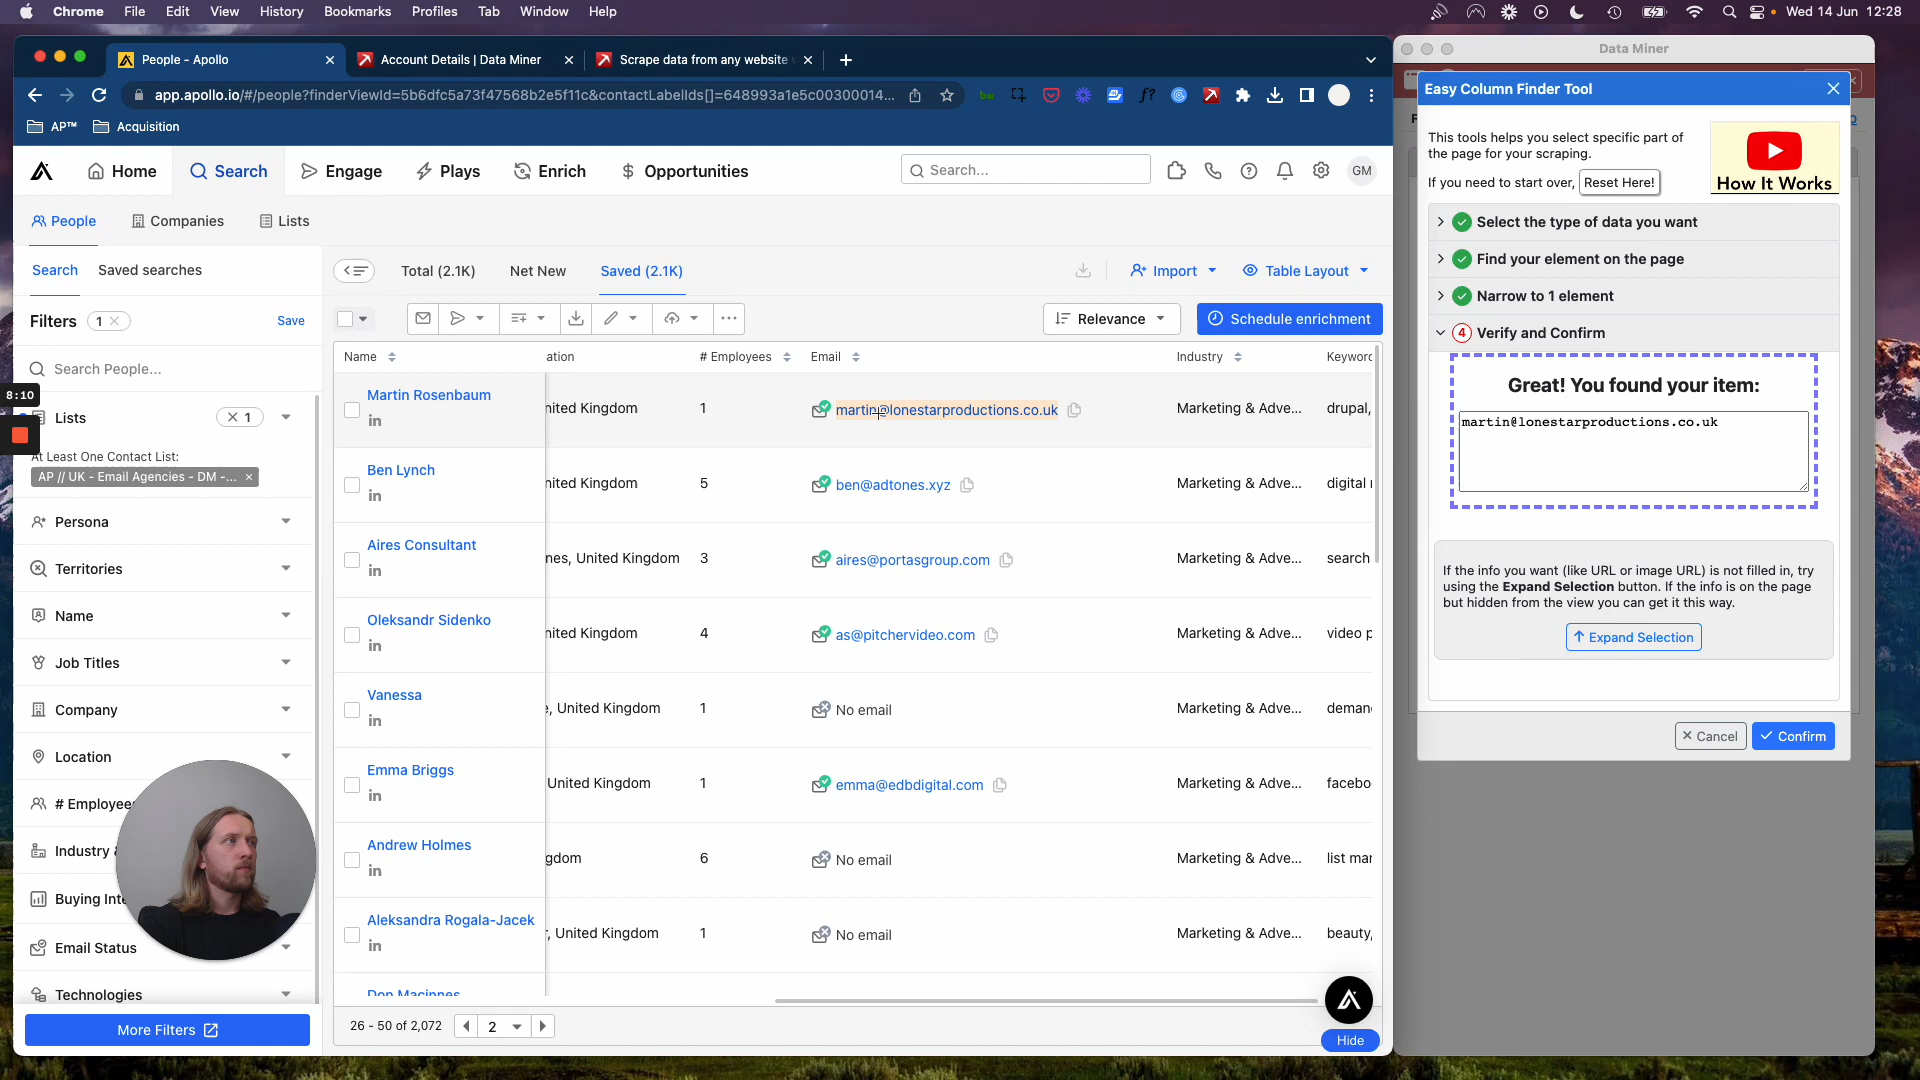 Chrome File Edit View History Bookmarks Profiles Tab Window Help
Wed 14 Jun 12:28
People - Apollo
Account Details | Data Miner
Scrape data from any website
app.apollo.io/#/people?finderViewId=5b6dfc5a73f47568b2e5f11c&contactLabelIds[]=648993a1e5c00300014...
AP™
Acquisition
Home
Search
Engage
Plays
Enrich
Opportunities
Search...
GM
People
Companies
Lists
Search
Saved searches
Total (2.1K)
Net New
Saved (2.1K)
Import
Table Layout
Filters 1
Save
Relevance
Schedule enrichment
Search People...
8:10
Lists
1
At Least One Contact List:
AP // UK - Email Agencies - DM -...
Persona
Territories
Name
Job Titles
Company
Location
# Employees
Industry
Buying
Email Status
Technologies
More Filters
Name ation # Employees Email Industry
Martin Rosenbaum
in
nited Kingdom 1 martin@lonestarproductions.co.uk Marketing & Adve... drupal,
Ben Lynch
in
nited Kingdom 5 ben@adtones.xyz Marketing & Adve... digital
Aires Consultant
in
nes, United Kingdom 3 aires@portasgroup.com Marketing & Adve... search
Oleksandr Sidenko
in
nited Kingdom 4 as@pitchervideo.com Marketing & Adve... video
Vanessa
in
, United Kingdom 1 No email Marketing & Adve...
Emma Briggs
in
United Kingdom 1 emma@edbdigital.com Marketing & Adve... facebo
Andrew Holmes
in
gdom 6 No email Marketing & Adve... list
Aleksandra Rogala-Jacek
in
, United Kingdom 1 No email Marketing & Adve... beauty,
Don Macinnes
26 - 50 of 2,072
2
Hide
Data Miner
Easy Column Finder Tool
This tools helps you select specific part of
the page for your scraping.
If you need to start over, Reset Here!
How It Works
Select the type of data you want
Find your element on the page
Narrow to 1 element
4 Verify and Confirm
Great! You found your item:
martin@lonestarproductions.co.uk
If the info you want (like URL or image URL) is not filled in, try
using the Expand Selection button. If the info is on the page
but hidden from the view you can get it this way.
Expand Selection
Cancel
Confirm